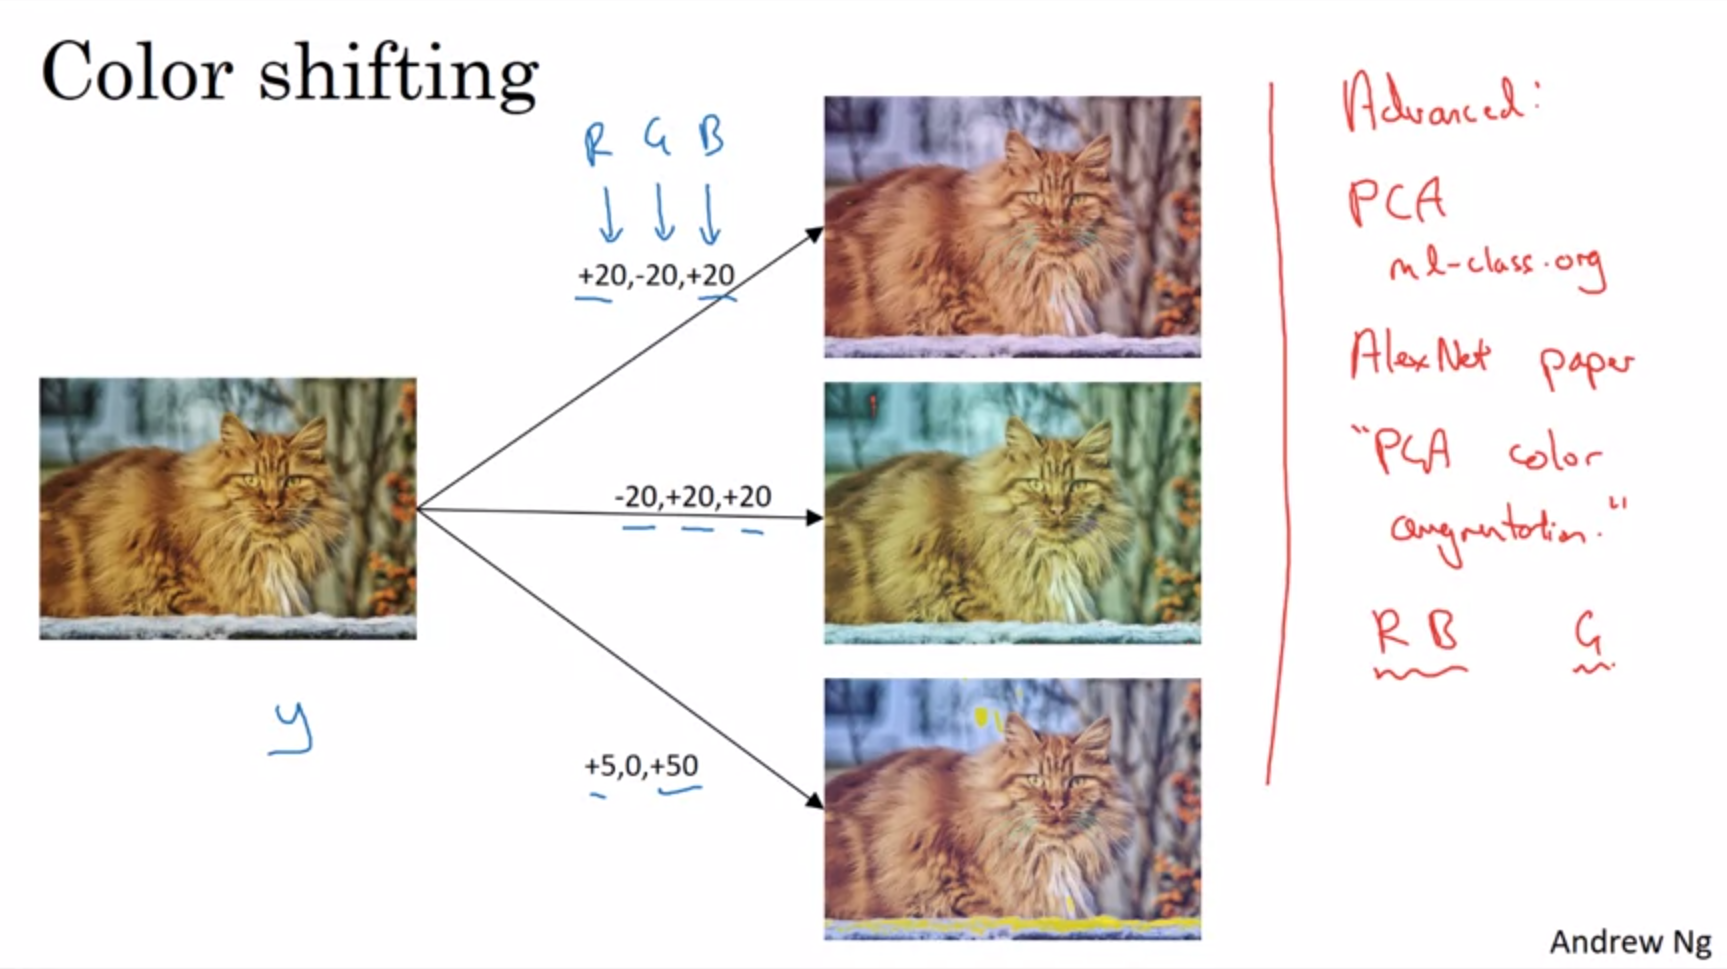 Color shifting
R G B
+20,-20,+20
-20,+20,+20
+5,0,+50
y
Advanced:
PCA
ml-class.org
AlexNet paper
"PCA color
augmentation."
R B G
Andrew Ng